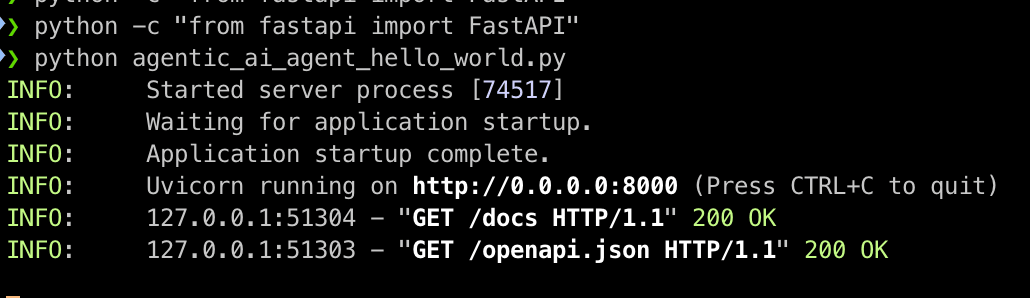 ❯ python -c "from fastapi import FastAPI"
❯ python agentic_ai_agent_hello_world.py
INFO:     Started server process [74517]
INFO:     Waiting for application startup.
INFO:     Application startup complete.
INFO:     Uvicorn running on http://0.0.0.0:8000 (Press CTRL+C to quit)
INFO:     127.0.0.1:51304 - "GET /docs HTTP/1.1" 200 OK
INFO:     127.0.0.1:51303 - "GET /openapi.json HTTP/1.1" 200 OK